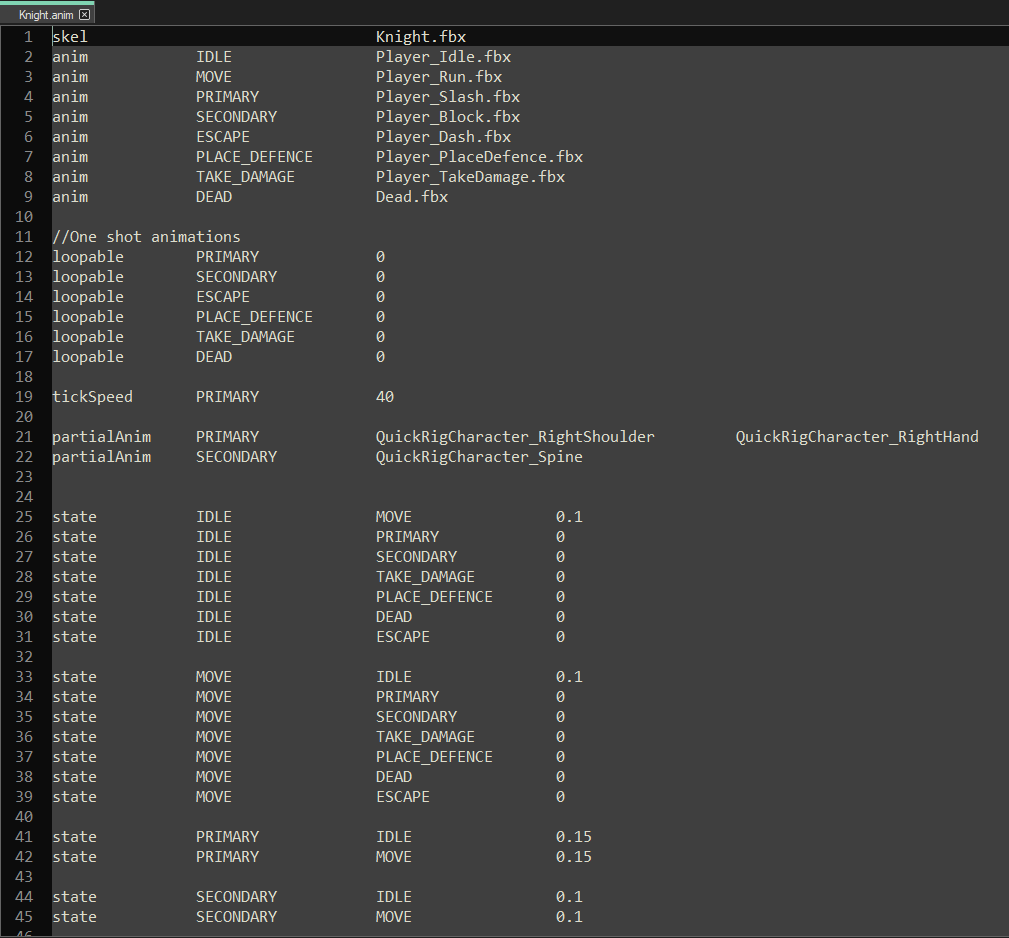 Knight.anim
1 skel Knight.fbx
2 anim IDLE Player_Idle.fbx
3 anim MOVE Player_Run.fbx
4 anim PRIMARY Player_Slash.fbx
5 anim SECONDARY Player_Block.fbx
6 anim ESCAPE Player_Dash.fbx
7 anim PLACE_DEFENCE Player_PlaceDefence.fbx
8 anim TAKE_DAMAGE Player_TakeDamage.fbx
9 anim DEAD Dead.fbx
10
11 //One shot animations
12 loopable PRIMARY 0
13 loopable SECONDARY 0
14 loopable ESCAPE 0
15 loopable PLACE_DEFENCE 0
16 loopable TAKE_DAMAGE 0
17 loopable DEAD 0
18
19 tickSpeed PRIMARY 40
20
21 partialAnim PRIMARY QuickRigCharacter_RightShoulder QuickRigCharacter_RightHand
22 partialAnim SECONDARY QuickRigCharacter_Spine
23
24
25 state IDLE MOVE 0.1
26 state IDLE PRIMARY 0
27 state IDLE SECONDARY 0
28 state IDLE TAKE_DAMAGE 0
29 state IDLE PLACE_DEFENCE 0
30 state IDLE DEAD 0
31 state IDLE ESCAPE 0
32
33 state MOVE IDLE 0.1
34 state MOVE PRIMARY 0
35 state MOVE SECONDARY 0
36 state MOVE TAKE_DAMAGE 0
37 state MOVE PLACE_DEFENCE 0
38 state MOVE DEAD 0
39 state MOVE ESCAPE 0
40
41 state PRIMARY IDLE 0.15
42 state PRIMARY MOVE 0.15
43
44 state SECONDARY IDLE 0.1
45 state SECONDARY MOVE 0.1
46